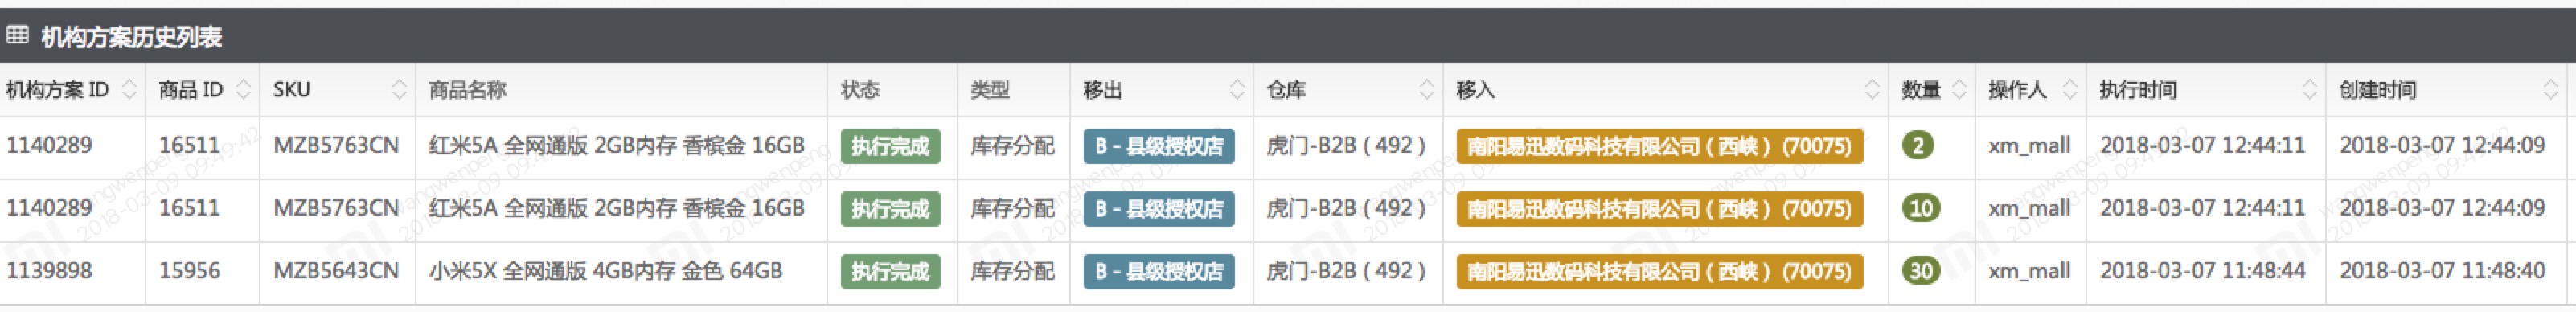 机构方案历史列表
机构方案 ID 商品 ID SKU 商品名称 状态 类型 移出 仓库 移入 数量 操作人 执行时间 创建时间
1140289 16511 MZB5763CN 红米5A 全网通版 2GB内存 香槟金 16GB 执行完成 库存分配 B - 县级授权店 虎门-B2B ( 492 ) 南阳易迅数码科技有限公司 ( 西峡 ) (70075) 2 xm_mall 2018-03-07 12:44:11 2018-03-07 12:44:09
1140289 16511 MZB5763CN 红米5A 全网通版 2GB内存 香槟金 16GB 执行完成 库存分配 B - 县级授权店 虎门-B2B ( 492 ) 南阳易迅数码科技有限公司 ( 西峡 ) (70075) 10 xm_mall 2018-03-07 12:44:11 2018-03-07 12:44:09
1139898 15956 MZB5643CN 小米5X 全网通版 4GB内存 金色 64GB 执行完成 库存分配 B - 县级授权店 虎门-B2B ( 492 ) 南阳易迅数码科技有限公司 ( 西峡 ) (70075) 30 xm_mall 2018-03-07 11:48:44 2018-03-07 11:48:40